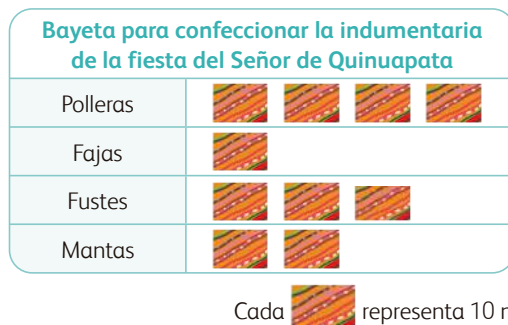 Bayeta para confeccionar la indumentaria
de la fiesta del Señor de Quinuapata
Polleras
Fajas
Fustes
Mantas
Cada representa 10 m